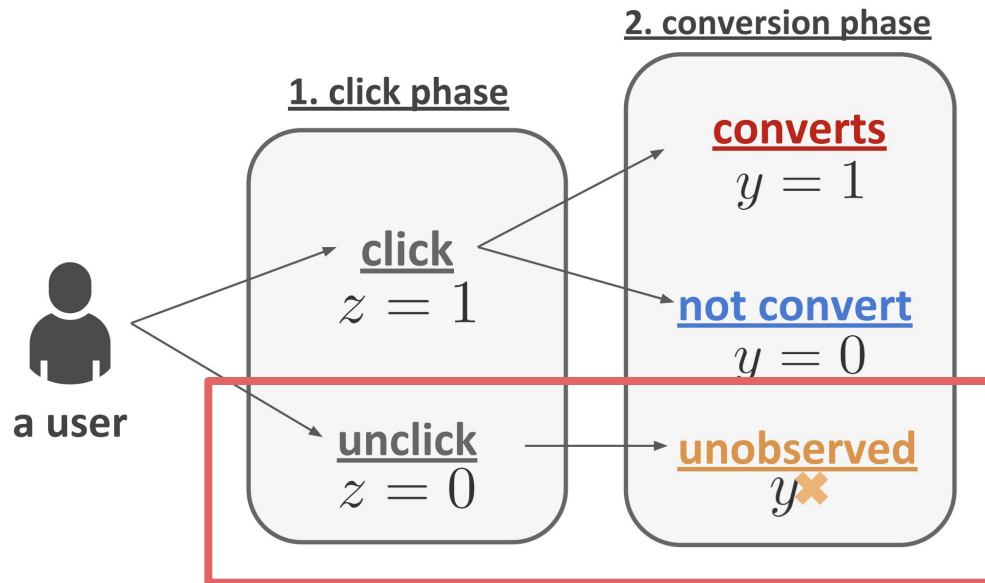 2. conversion phase
1. click phase
converts
y = 1
click
z = 1
not convert
y = 0
a user
unclick
z = 0
unobserved
y✖